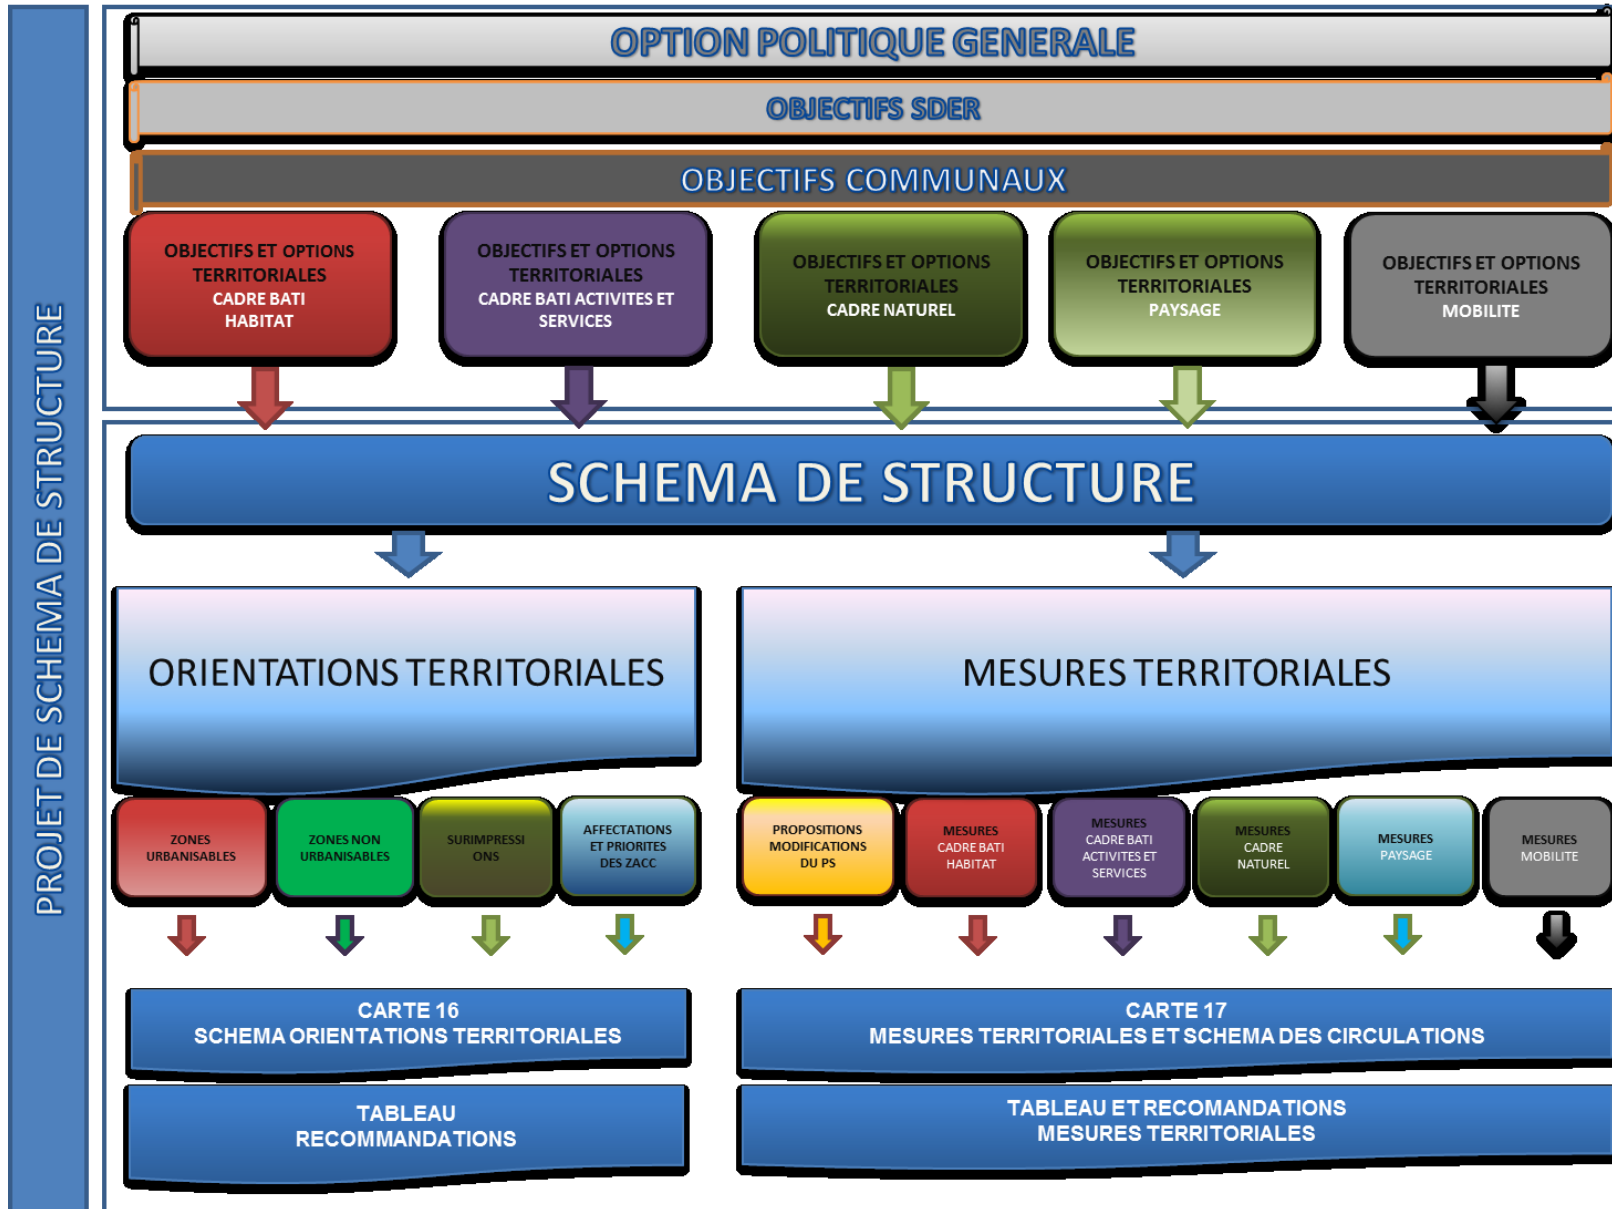 PROJET DE SCHEMA DE STRUCTURE
OPTION POLITIQUE GENERALE
OBJECTIFS SDER
OBJECTIFS COMMUNAUX
OBJECTIFS ET OPTIONS
TERRITORIALES
CADRE BATI
HABITAT
OBJECTIFS ET OPTIONS
TERRITORIALES
CADRE BATI ACTIVITES ET
SERVICES
OBJECTIFS ET OPTIONS
TERRITORIALES
CADRE NATUREL
OBJECTIFS ET OPTIONS
TERRITORIALES
PAYSAGE
OBJECTIFS ET OPTIONS
TERRITORIALES
MOBILITE
SCHEMA DE STRUCTURE
ORIENTATIONS TERRITORIALES
MESURES TERRITORIALES
ZONES
URBANISABLES
ZONES NON
URBANISABLES
SURIMPRESSI
ONS
AFFECTATIONS
ET PRIORITES
DES ZACC
PROPOSITIONS
MODIFICATIONS
DU PS
MESURES
CADRE BATI
HABITAT
MESURES
CADRE BATI
ACTIVITES ET
SERVICES
MESURES
CADRE
NATUREL
MESURES
PAYSAGE
MESURES
MOBILITE
CARTE 16
SCHEMA ORIENTATIONS TERRITORIALES
CARTE 17
MESURES TERRITORIALES ET SCHEMA DES CIRCULATIONS
TABLEAU
RECOMMANDATIONS
TABLEAU ET RECOMANDATIONS
MESURES TERRITORIALES